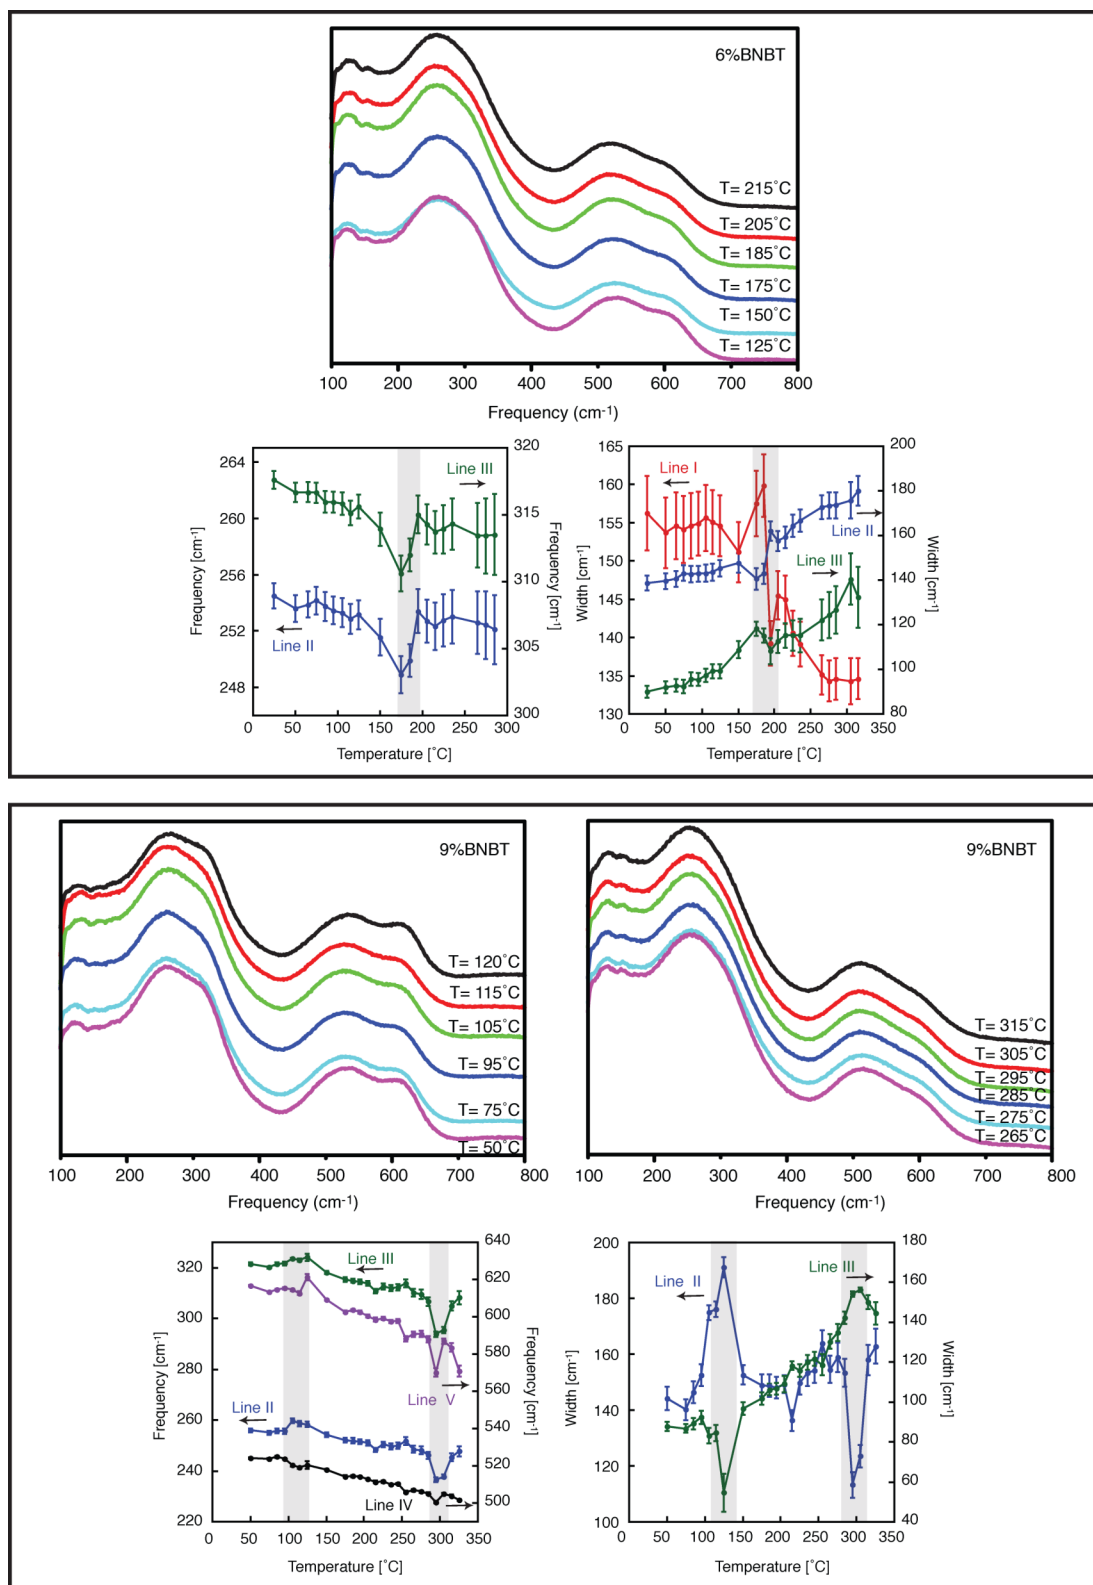 6%BNBT
T= 215˚C
T= 205˚C
T= 185˚C
T= 175˚C
T= 150˚C
T= 125˚C
100 200 300 400 500 600 700 800
Frequency (cm-1)
264
260
256
252
248
Frequency [cm-1]
320
315
310
305
300
Frequency
[cm-1]
Line III
Line II
0 50 100 150 200 250 300
Temperature [˚C]
165
160
155
150
145
140
135
130
Width [cm-1]
200
180
160
140
120
100
80
Width [cm-1]
Line I
Line II
Line III
0 50 100 150 200 250 300 350
Temperature [˚C]
9%BNBT
T= 120˚C
T= 115˚C
T= 105˚C
T= 95˚C
T= 75˚C
T= 50˚C
100 200 300 400 500 600 700 800
Frequency (cm-1)
9%BNBT
T= 315˚C
T= 305˚C
T= 295˚C
T= 285˚C
T= 275˚C
T= 265˚C
100 200 300 400 500 600 700 800
Frequency (cm-1)
320
300
280
260
240
220
Frequency [cm-1]
640
620
600
580
560
540
520
500
Frequency [cm-1]
Line III
Line V
Line II
Line IV
0 50 100 150 200 250 300 350
Temperature [˚C]
200
180
160
140
120
100
Width [cm-1]
180
160
140
120
100
80
60
40
Width [cm-1]
Line II
Line III
0 50 100 150 200 250 300 350
Temperature [˚C]